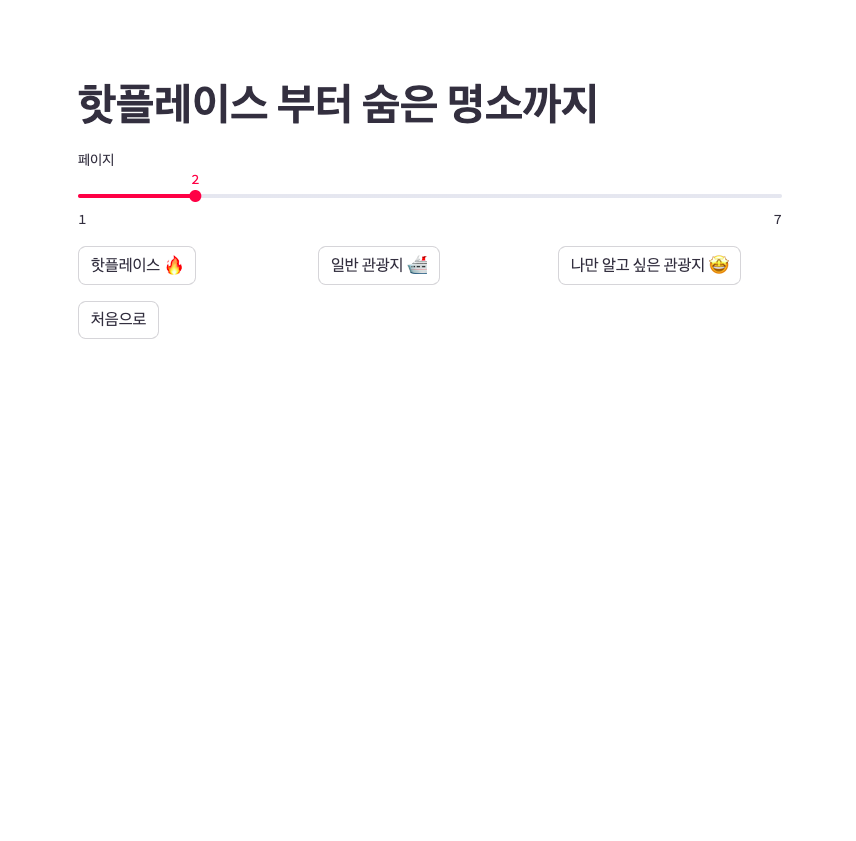 핫플레이스 부터 숨은 명소까지
페이지
2
1 7
핫플레이스 🔥 일반 관광지 🚢 나만 알고 싶은 관광지 🤩
처음으로